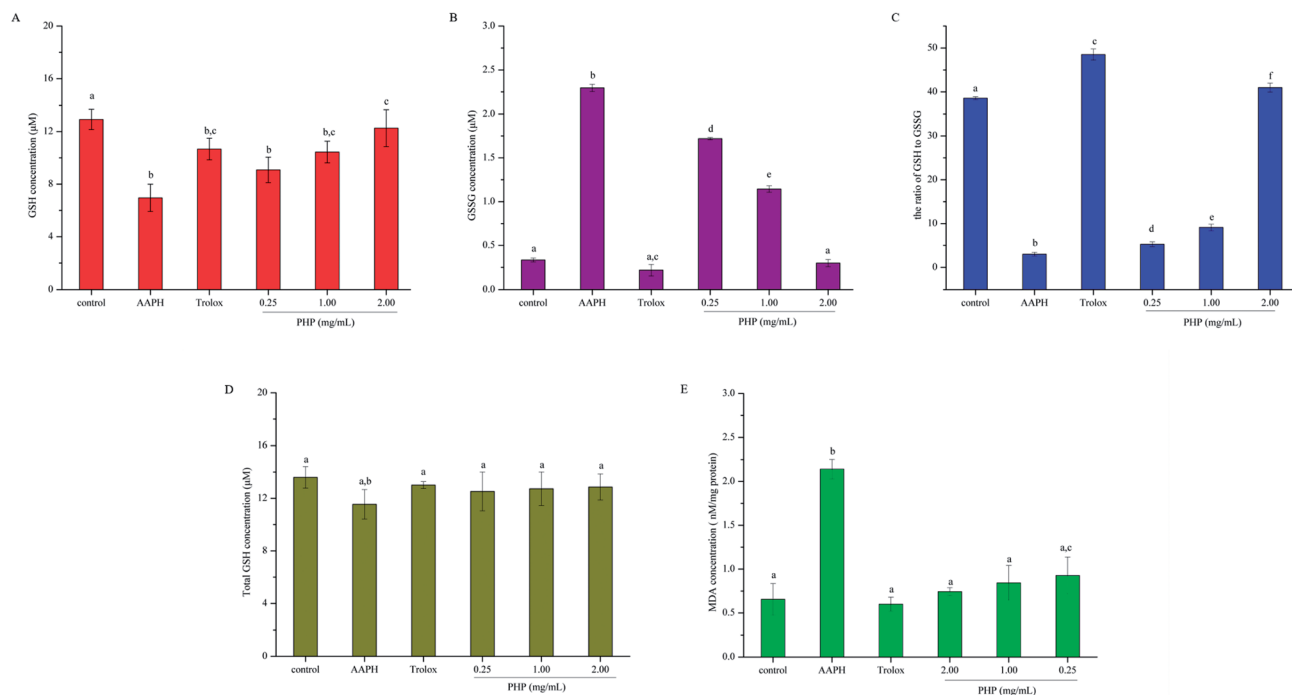 A
GSH concentration (μM)
20
16
12
8
4
0
a
b
b,c
b
b,c
c
control
AAPH
Trolox
0.25
1.00
2.00
PHP (mg/mL)
B
GSSG concentration (μM)
3.0
2.5
2.0
1.5
1.0
0.5
0.0
a
b
a,c
d
e
a
control
AAPH
Trolox
0.25
1.00
2.00
PHP (mg/mL)
C
the ratio of GSH to GSSG
50
40
30
20
10
0
a
b
c
d
e
f
control
AAPH
Trolox
0.25
1.00
2.00
PHP (mg/mL)
D
Total GSH concentration (μM)
20
16
12
8
4
0
a
a,b
a
a
a
a
control
AAPH
Trolox
0.25
1.00
2.00
PHP (mg/mL)
E
MDA concentration ( nM/mg protein)
3.0
2.5
2.0
1.5
1.0
0.5
0.0
a
b
a
a
a
a,c
control
AAPH
Trolox
2.00
1.00
0.25
PHP (mg/mL)